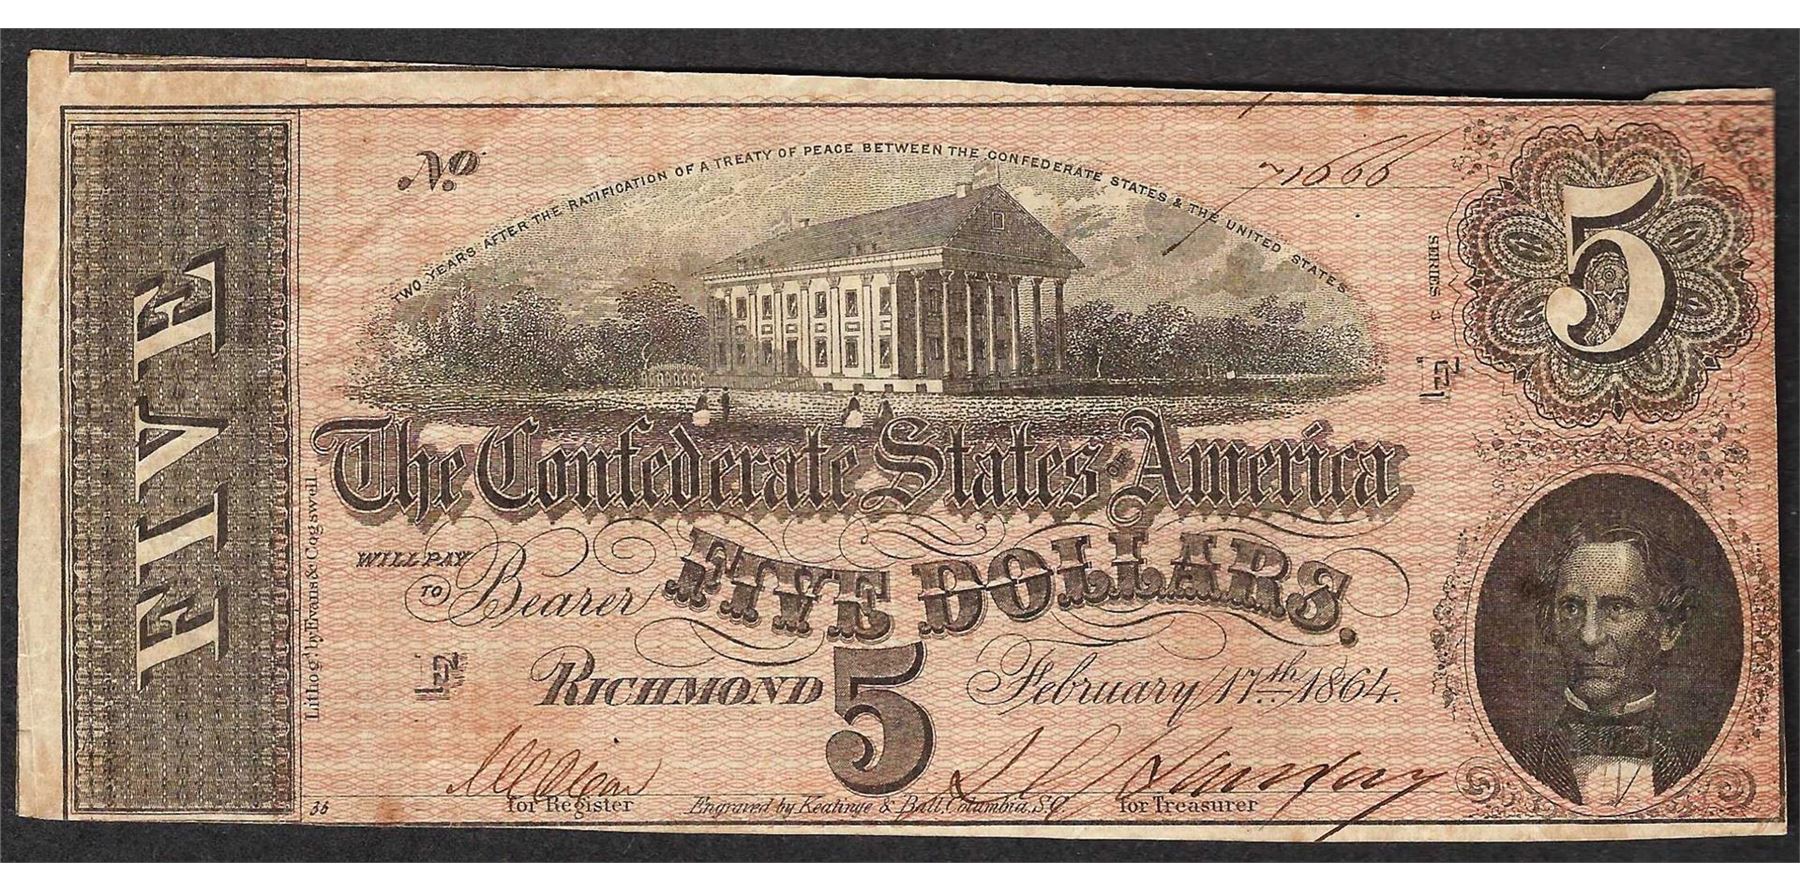 No 71666
TWO YEARS AFTER THE RATIFICATION OF A TREATY OF PEACE BETWEEN THE CONFEDERATE STATES & THE UNITED STATES
5
SERIES 3
FIVE
The Confederate States OF America
WILL PAY TO Bearer FIVE DOLLARS.
Lithog'd by Evans & Cogswell
RICHMOND 5 February 17th 1864.
for Register
for Treasurer
36 Engraved by Keatinge & Ball, Columbia, S.C.